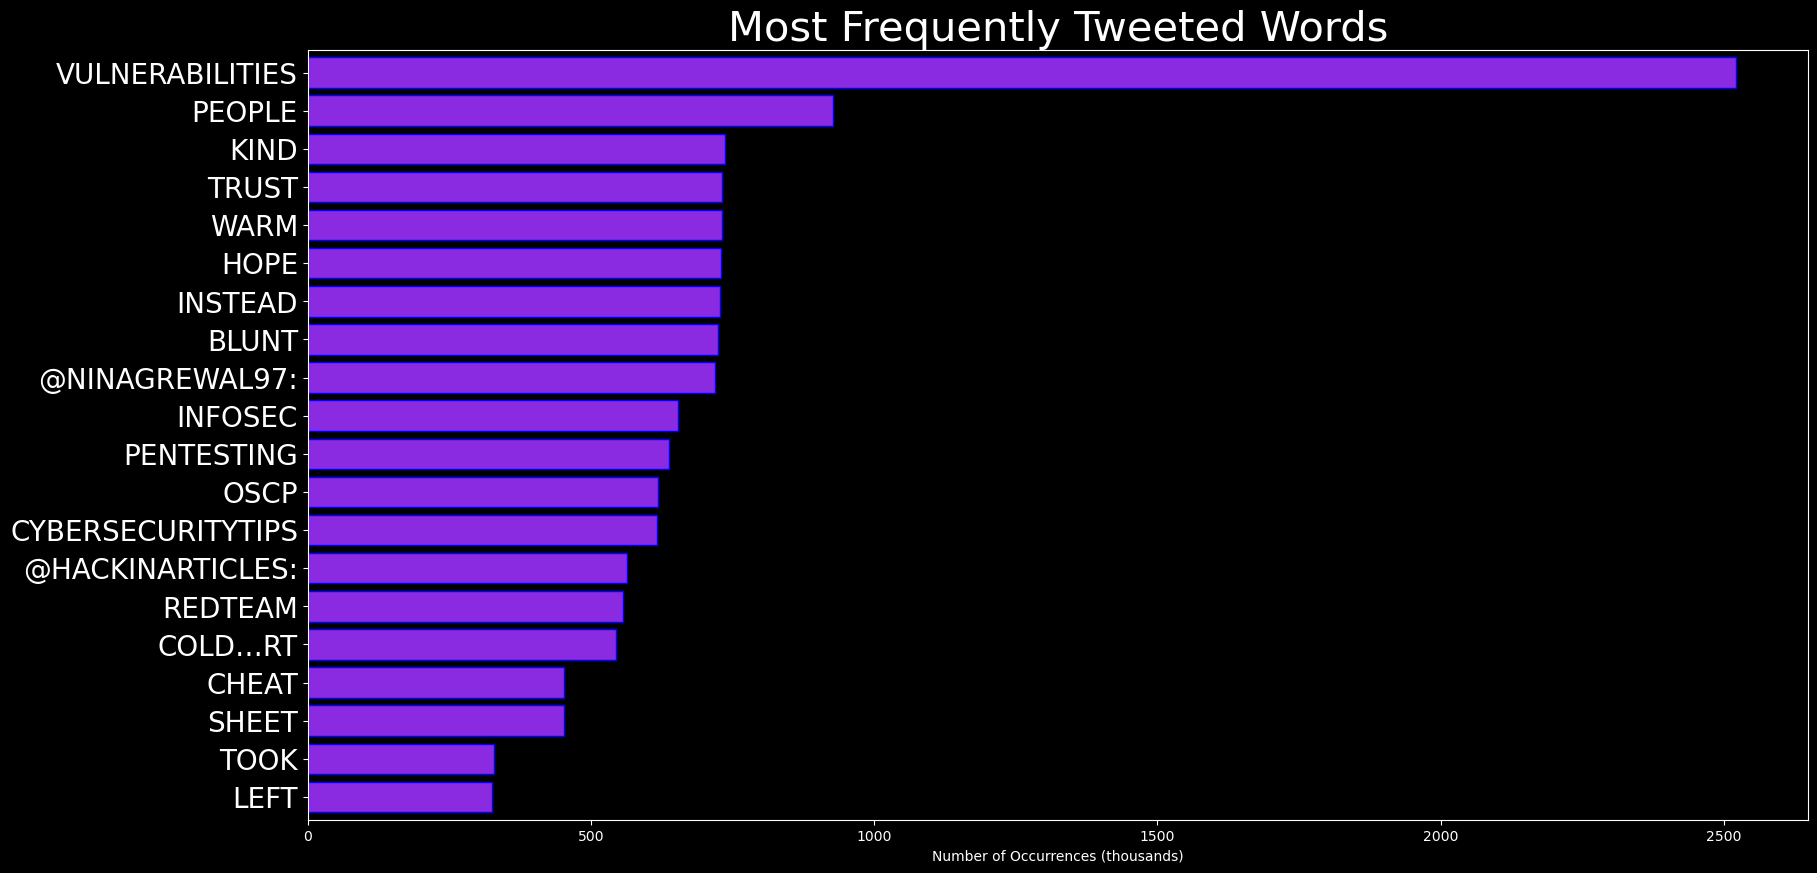 Most Frequently Tweeted Words
VULNERABILITIES
PEOPLE
KIND
TRUST
WARM
HOPE
INSTEAD
BLUNT
@NINAGREWAL97:
INFOSEC
PENTESTING
OSCP
CYBERSECURITYTIPS
@HACKINARTICLES:
REDTEAM
COLD…RT
CHEAT
SHEET
TOOK
LEFT
0 500 1000 1500 2000 2500
Number of Occurrences (thousands)